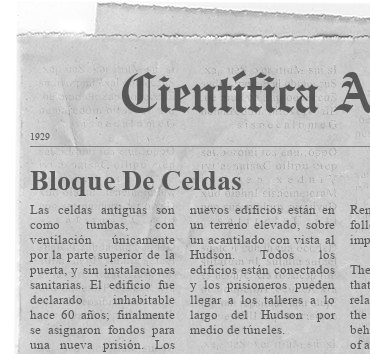 Científica A
1929
Bloque De Celdas
Las celdas antiguas son
como tumbas, con
ventilación únicamente
por la parte superior de la
puerta, y sin instalaciones
sanitarias. El edificio fue
declarado inhabitable
hace 60 años; finalmente
se asignaron fondos para
una nueva prisión. Los
nuevos edificios están en
un terreno elevado, sobre
un acantilado con vista al
Hudson. Todos los
edificios están conectados
y los prisioneros pueden
llegar a los talleres a lo
largo del Hudson por
medio de túneles.
Ren
foll
imp
The
that
rela
the
beh
of a